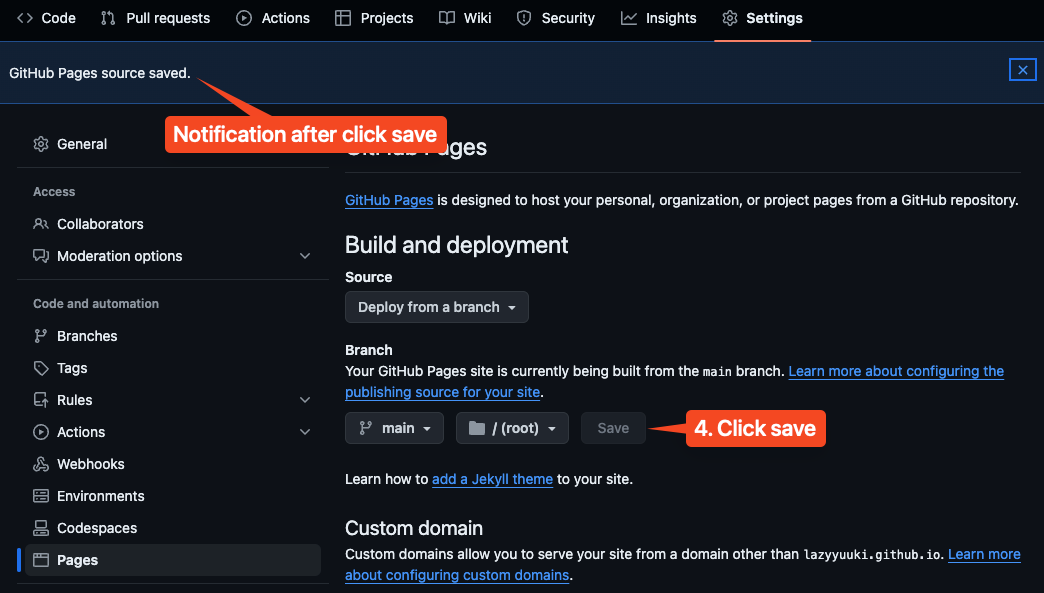 Code Pull requests Actions Projects Wiki Security Insights Settings
GitHub Pages source saved.
Notification after click save
General
Access
Collaborators
Moderation options
Code and automation
Branches
Tags
Rules
Actions
Webhooks
Environments
Codespaces
Pages
GitHub Pages
GitHub Pages is designed to host your personal, organization, or project pages from a GitHub repository.
Build and deployment
Source
Deploy from a branch
Branch
Your GitHub Pages site is currently being built from the main branch. Learn more about configuring the
publishing source for your site.
main / (root) Save
4. Click save
Learn how to add a Jekyll theme to your site.
Custom domain
Custom domains allow you to serve your site from a domain other than lazyyuuki.github.io. Learn more
about configuring custom domains.